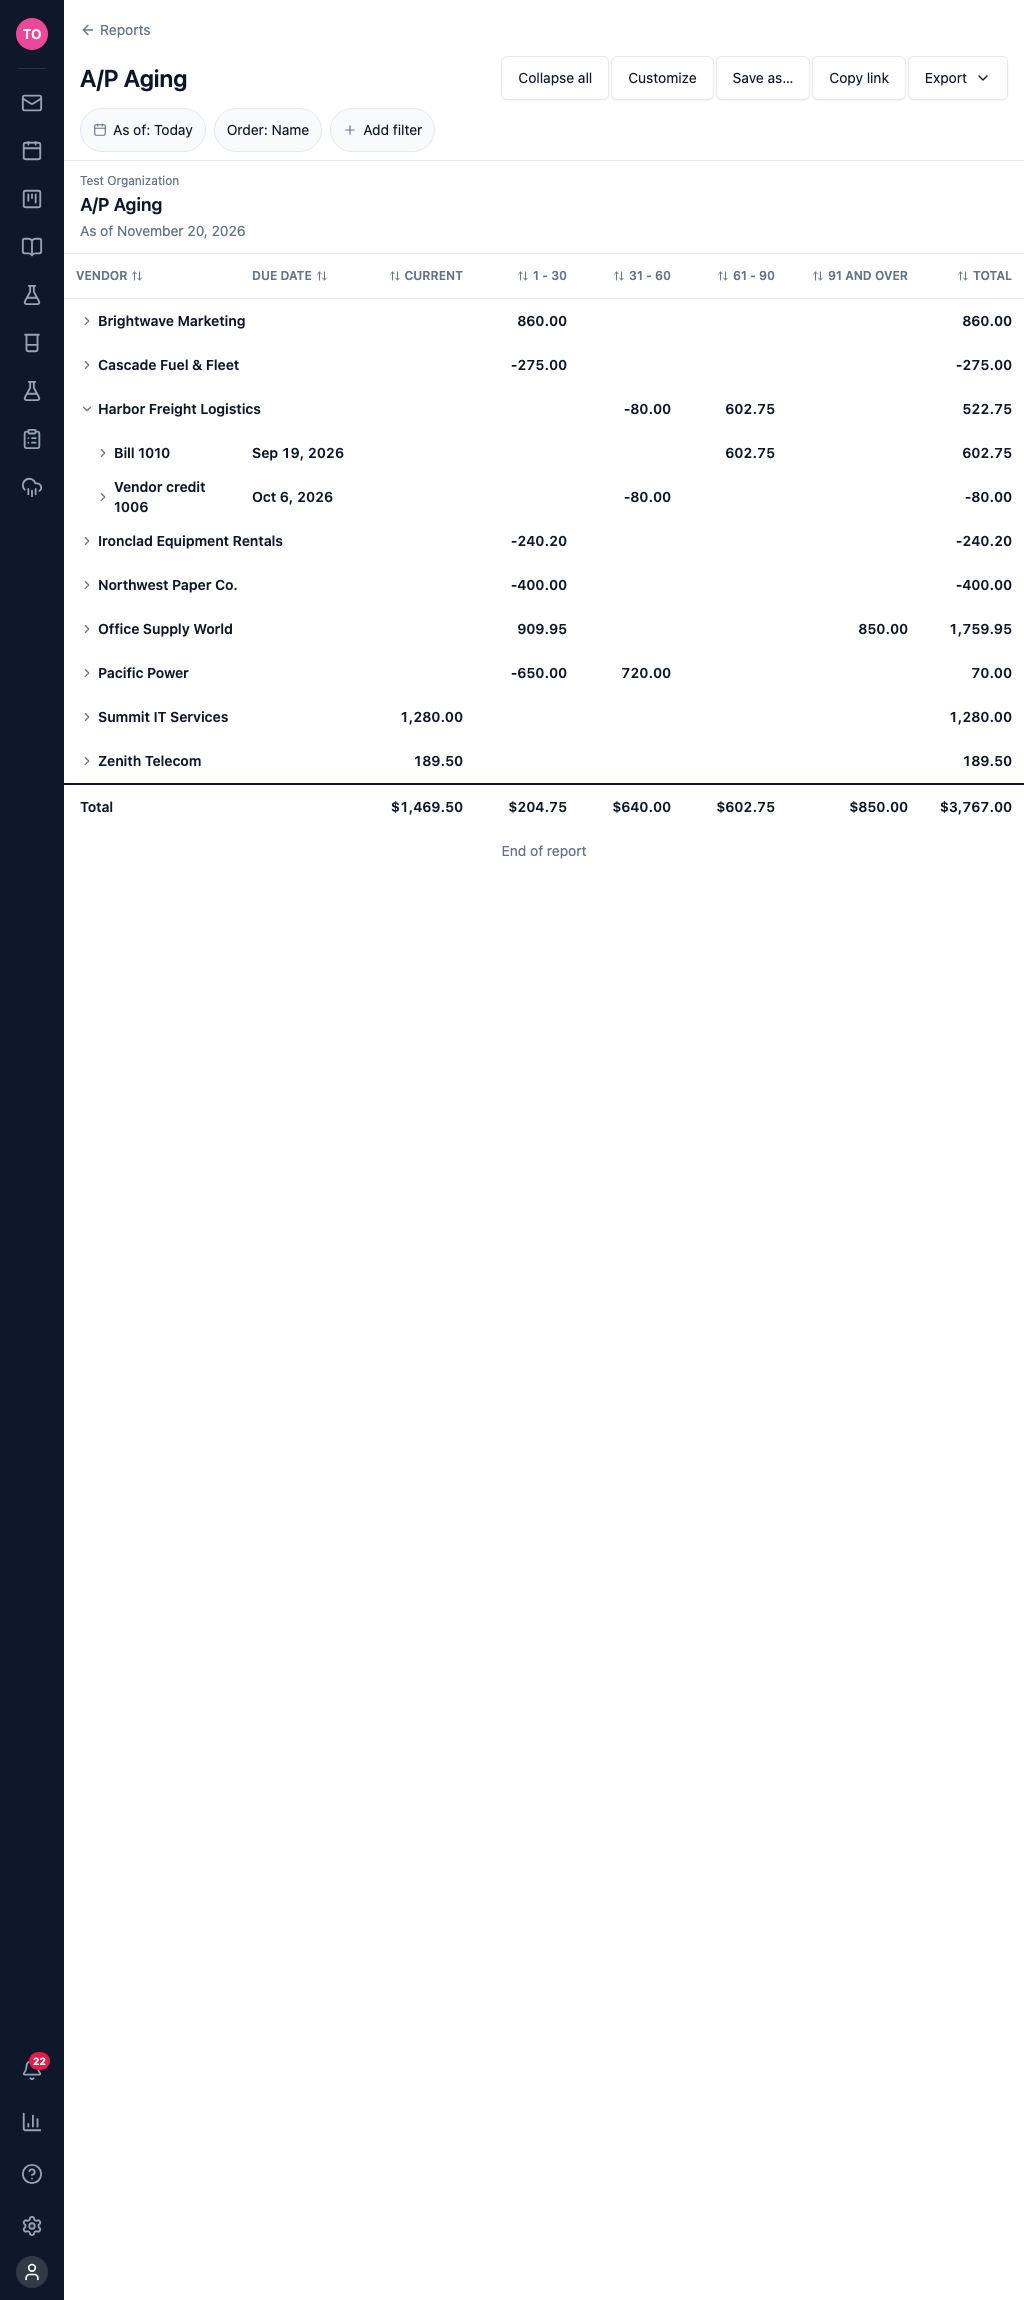 TO
Reports
A/P Aging
Collapse all
Customize
Save as...
Copy link
Export
As of: Today
Order: Name
Add filter
Test Organization
A/P Aging
As of November 20, 2026
VENDOR DUE DATE CURRENT 1 - 30 31 - 60 61 - 90 91 AND OVER TOTAL
Brightwave Marketing 860.00 860.00
Cascade Fuel & Fleet -275.00 -275.00
Harbor Freight Logistics -80.00 602.75 522.75
Bill 1010 Sep 19, 2026 602.75 602.75
Vendor credit
1006 Oct 6, 2026 -80.00 -80.00
Ironclad Equipment Rentals -240.20 -240.20
Northwest Paper Co. -400.00 -400.00
Office Supply World 909.95 850.00 1,759.95
Pacific Power -650.00 720.00 70.00
Summit IT Services 1,280.00 1,280.00
Zenith Telecom 189.50 189.50
Total $1,469.50 $204.75 $640.00 $602.75 $850.00 $3,767.00
End of report
22